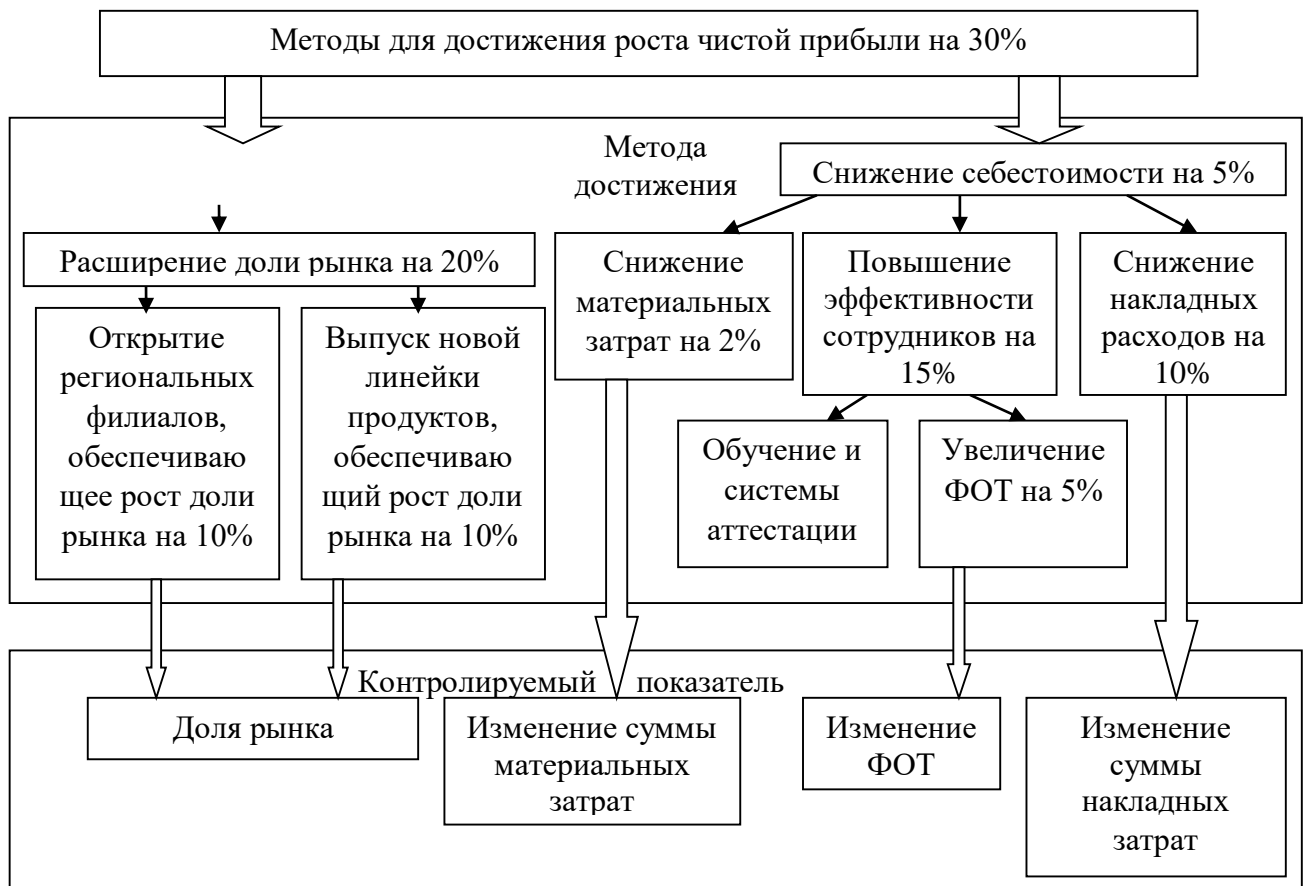 Методы для достижения роста чистой прибыли на 30%
Метода
достижения
Снижение себестоимости на 5%
Расширение доли рынка на 20%
Снижение
материальных
затрат на 2%
Повышение
эффективности
сотрудников на
15%
Снижение
накладных
расходов на
10%
Открытие
региональных
филиалов,
обеспечиваю
щее рост доли
рынка на 10%
Выпуск новой
линейки
продуктов,
обеспечиваю
щий рост доли
рынка на 10%
Обучение и
системы
аттестации
Увеличение
ФОТ на 5%
Контролируемый показатель
Доля рынка
Изменение суммы
материальных
затрат
Изменение
ФОТ
Изменение
суммы
накладных
затрат